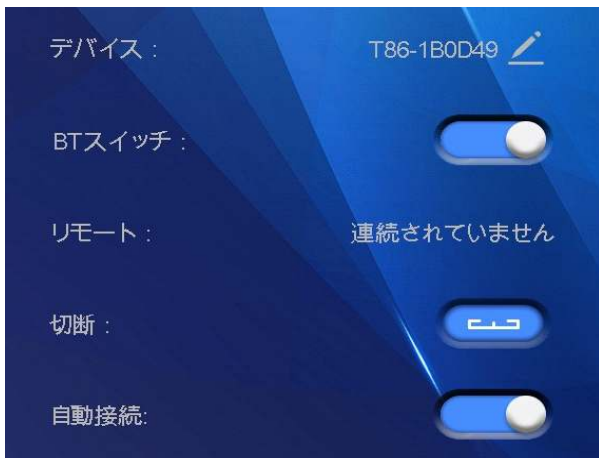 デバイス : T86-1B0D49
BTスイッチ :
リモート : 連続されていません
切断 :
自動接続: